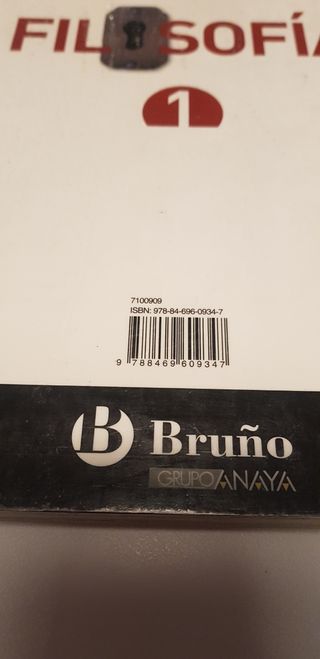 FILOSOFÍA
1
7100909
ISBN: 978-84-696-0934-7
9 788469 609347
B Bruño
GRUPO ANAYA